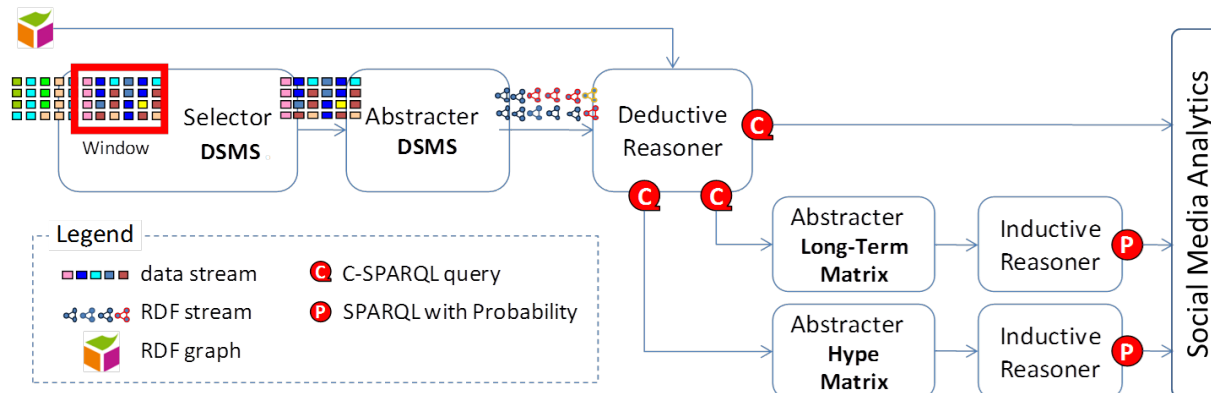 Window
Selector
DSMS
Abstracter
DSMS
Deductive
Reasoner
C
C
C
Abstracter
Long-Term
Matrix
Inductive
Reasoner
P
Abstracter
Hype
Matrix
Inductive
Reasoner
P
Social Media Analytics
Legend
data stream
RDF stream
RDF graph
C C-SPARQL query
P SPARQL with Probability